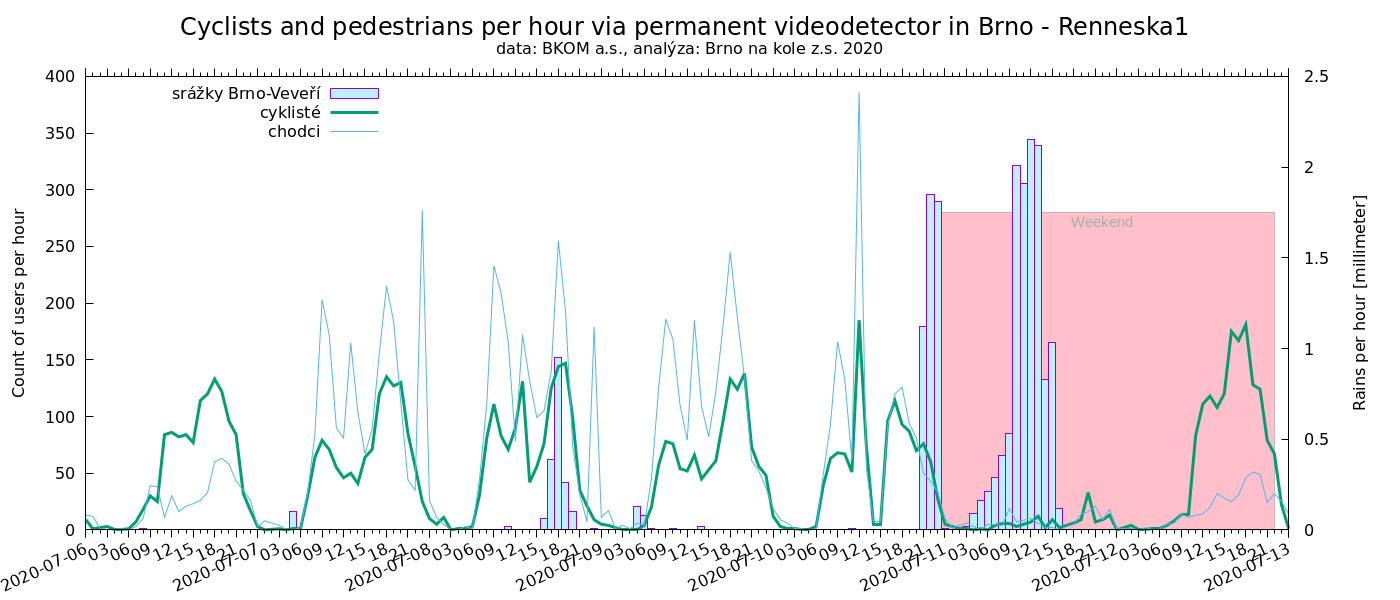 Cyclists and pedestrians per hour via permanent videodetector in Brno - Renneska1
data: BKOM a.s., analýza: Brno na kole z.s. 2020
srážky Brno-Veveří
cyklisté
chodci
Weekend
Count of users per hour
400
350
300
250
200
150
100
50
0
Rains per hour [millimeter]
2.5
2
1.5
1
0.5
0
2020-07-06 03 06 09 12 15 18 21 2020-07-07 03 06 09 12 15 18 21 2020-07-08 03 06 09 12 15 18 21 2020-07-09 03 06 09 12 15 18 21 2020-07-10 03 06 09 12 15 18 21 2020-07-11 03 06 09 12 15 18 21 2020-07-12 03 06 09 12 15 18 21 2020-07-13